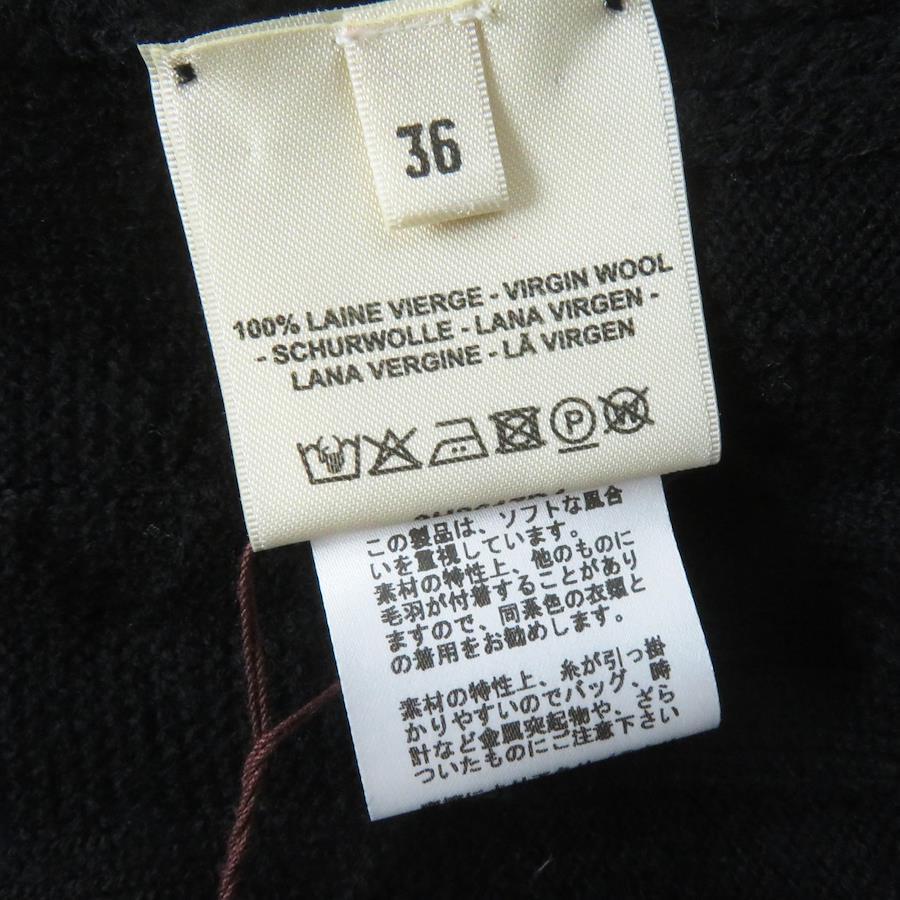 36
100% LAINE VIERGE - VIRGIN WOOL
- SCHURWOLLE - LANA VIRGEN -
LANA VERGINE - LÃ VIRGEN
P
W
この製品は、ソフトな風合
いを重視しています。
素材の特性上、他のものに
毛羽が付着することがあり
ますので、同系色の衣類と
の着用をお勧めします。
素材の特性上、糸が引っ掛
かりやすいのでバッグ、時
計など金属突起物や、ざら
ついたものにご注意下さい